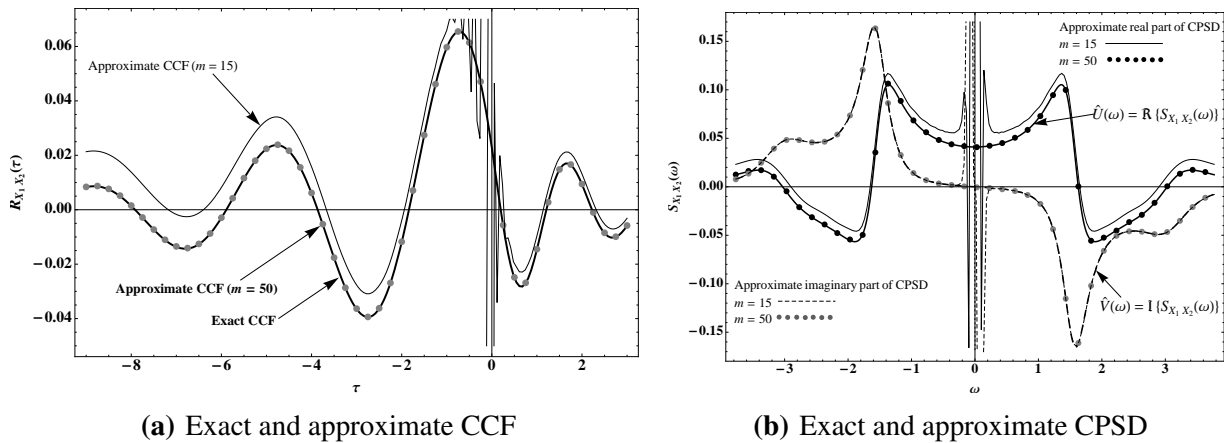 0.06
0.04
0.02
0.00
−0.02
−0.04
R_{X_1 X_2}(τ)
Approximate CCF (m = 15)
Approximate CCF (m = 50)
Exact CCF
−8
−6
−4
−2
0
2
τ
(a) Exact and approximate CCF
0.15
0.10
0.05
0.00
−0.05
−0.10
−0.15
S_{X_1 X_2}(ω)
Approximate real part of CPSD
m = 15
m = 50
Û(ω) = R {S_{X_1 X_2}(ω)}
Approximate imaginary part of CPSD
m = 15
m = 50
V̂(ω) = I {S_{X_1 X_2}(ω)}
−3
−2
−1
0
1
2
3
ω
(b) Exact and approximate CPSD